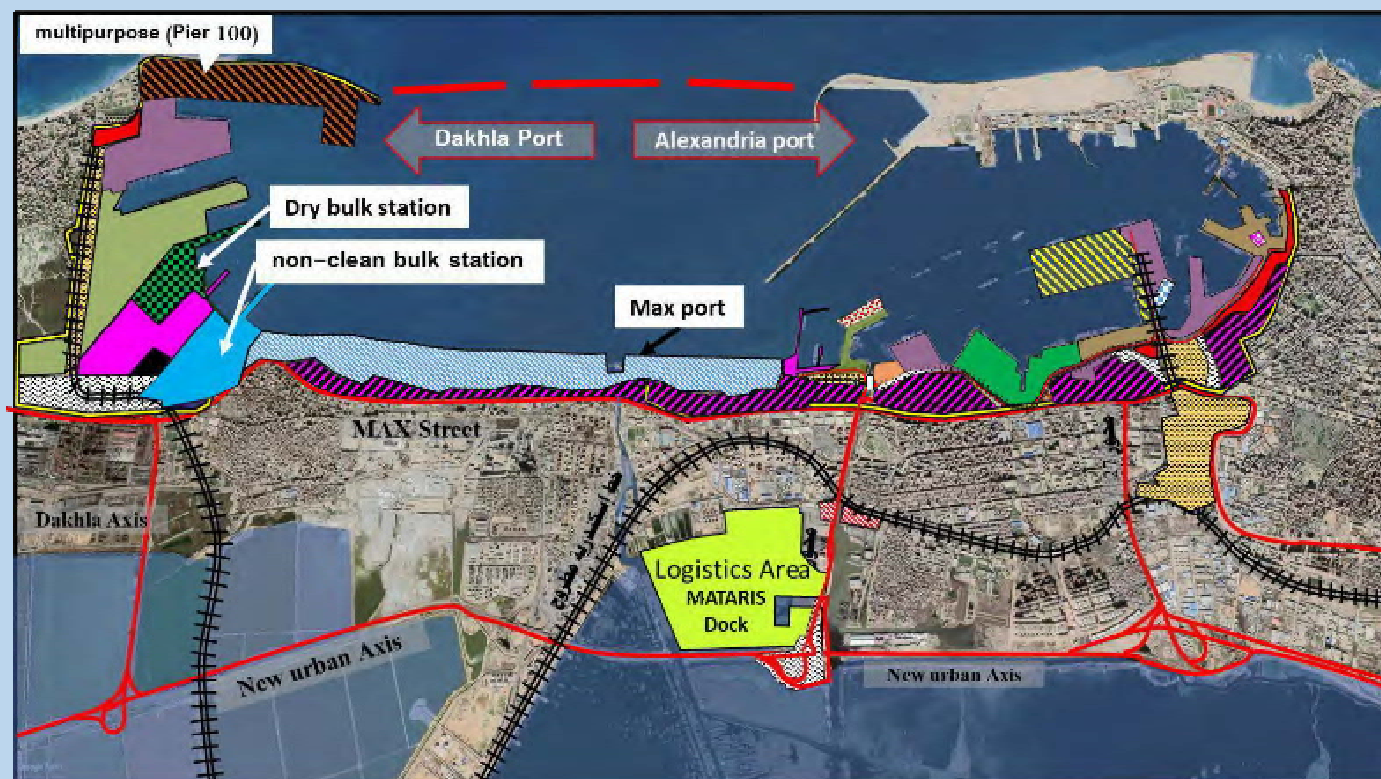 multipurpose (Pier 100)
Dakhla Port
Alexandria port
Dry bulk station
non-clean bulk station
Max port
MAX Street
Dakhla Axis
Logistics Area
MATARIS
Dock
New urban Axis
New urban Axis